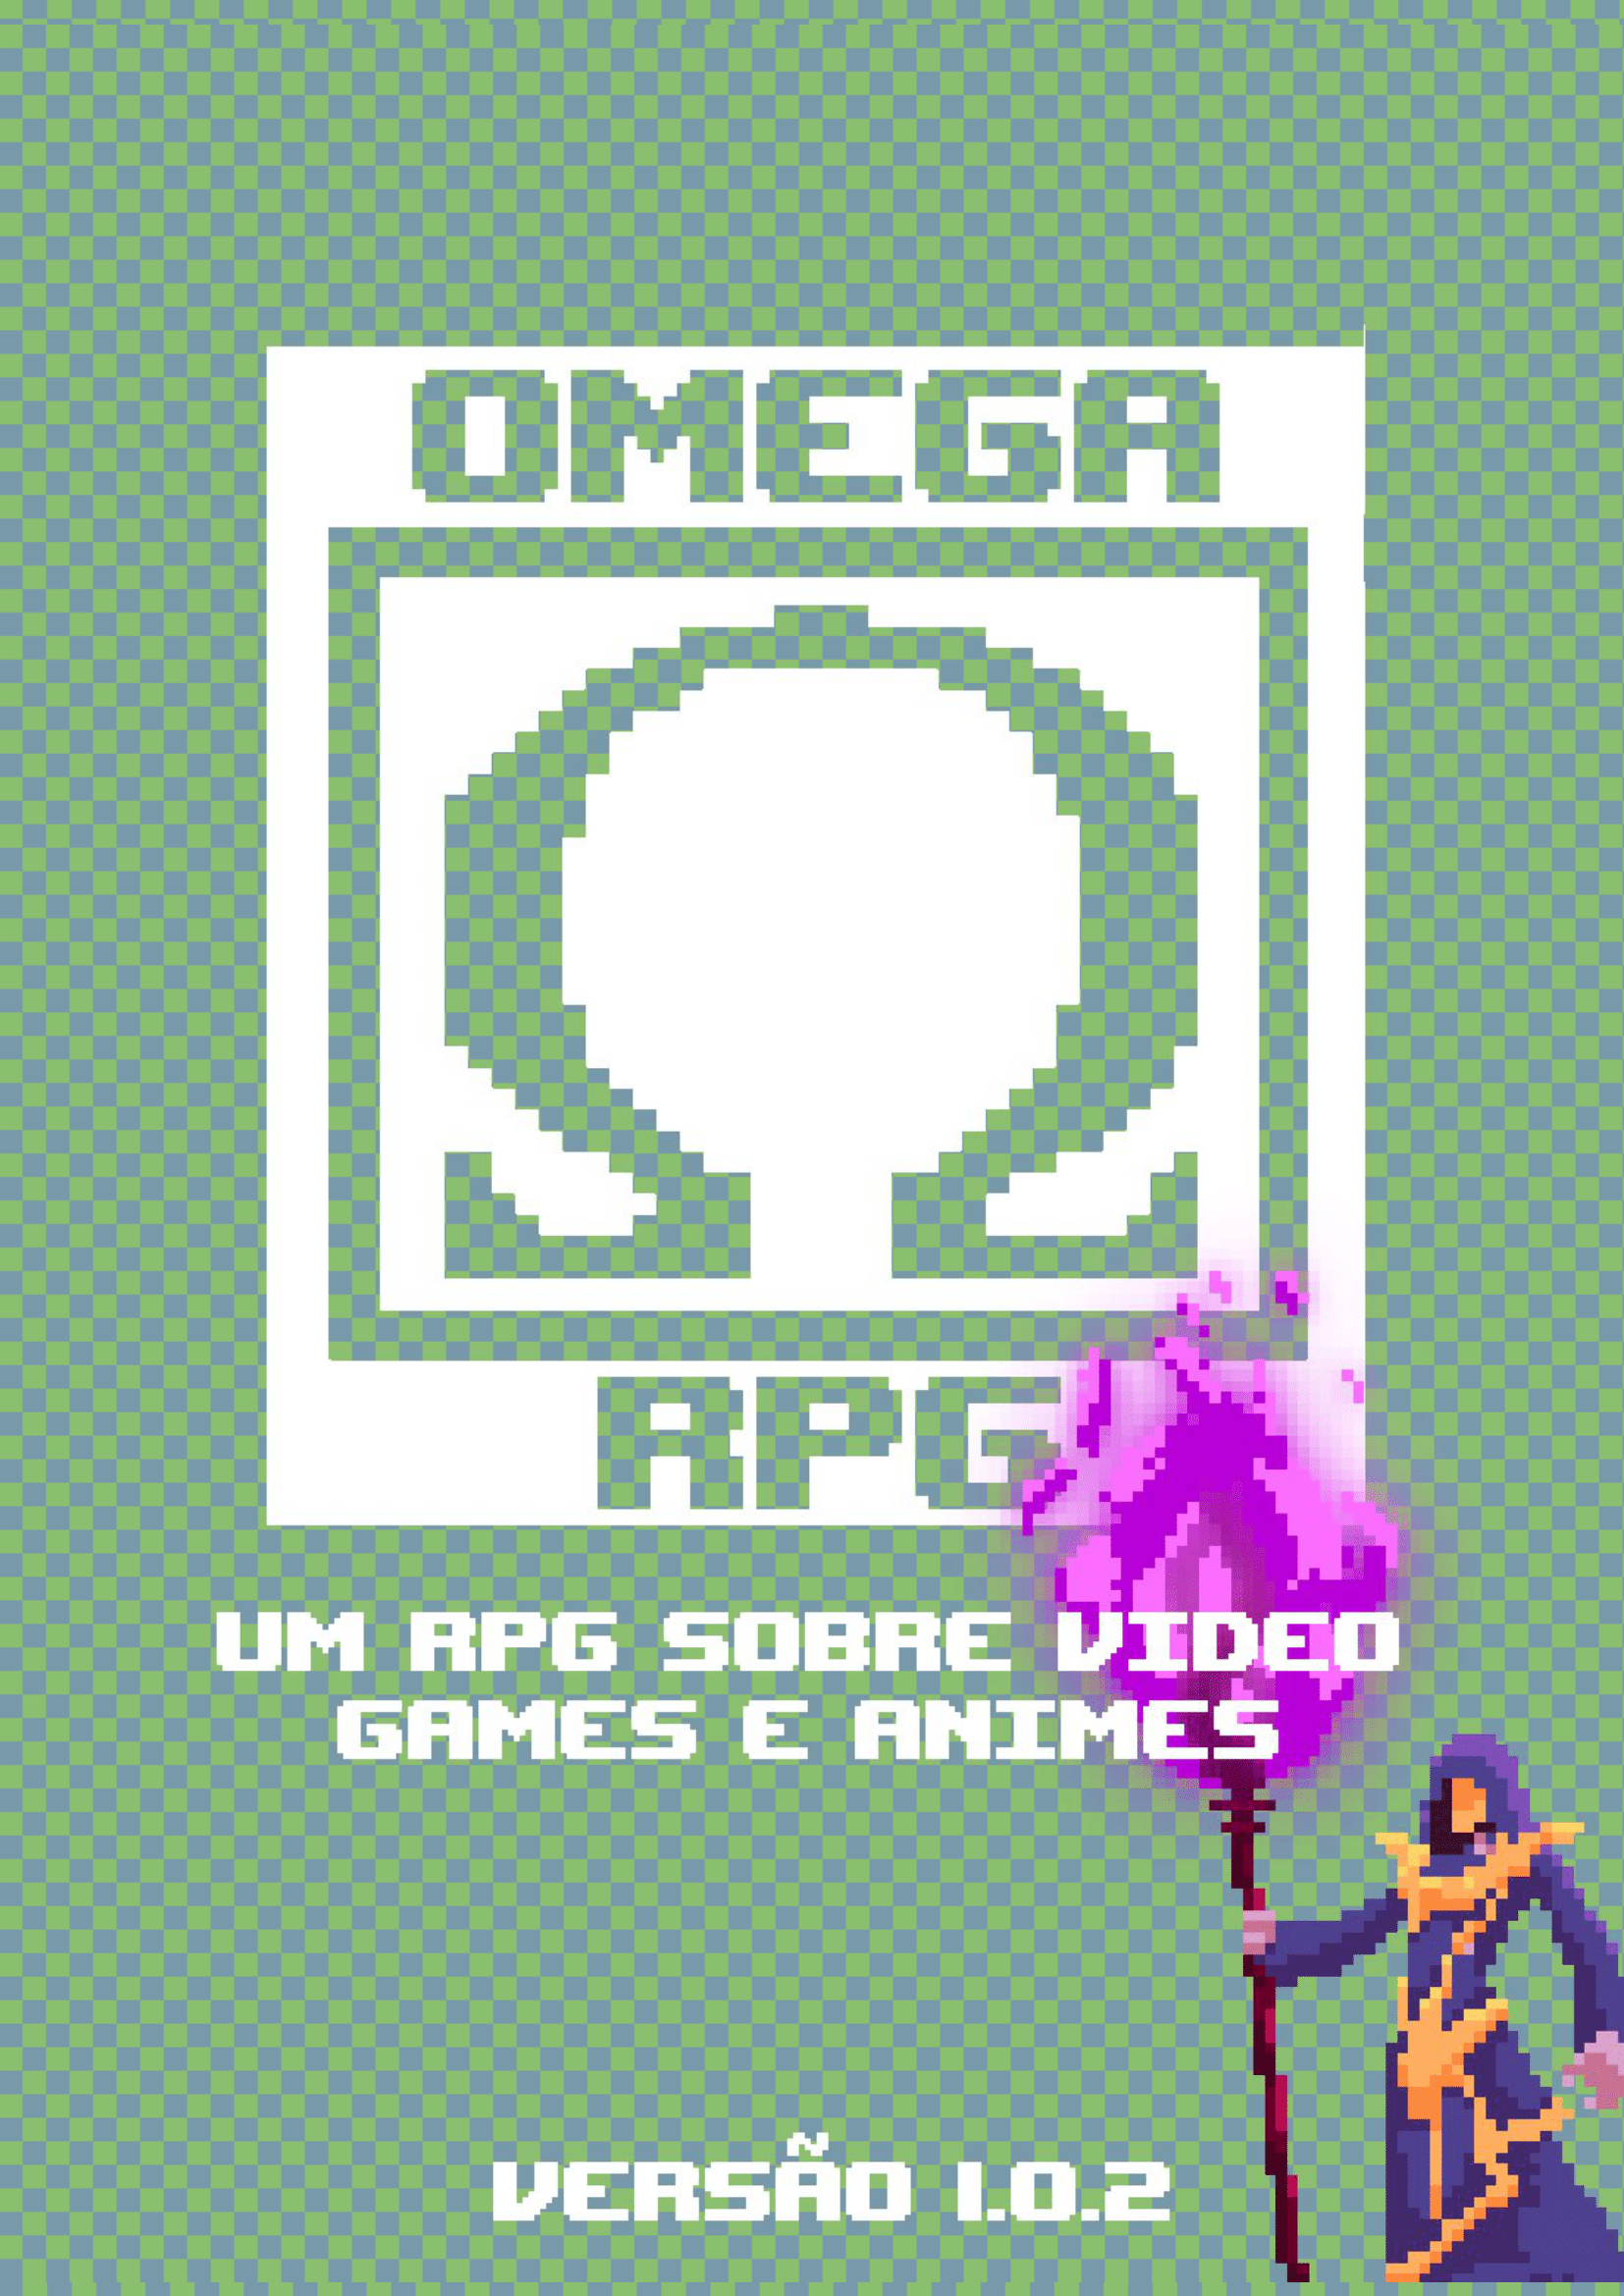 OMEGA
Ω
RPG
UM RPG SOBRE VIDEO
GAMES E ANIMES
VERSÃO 1.0.2